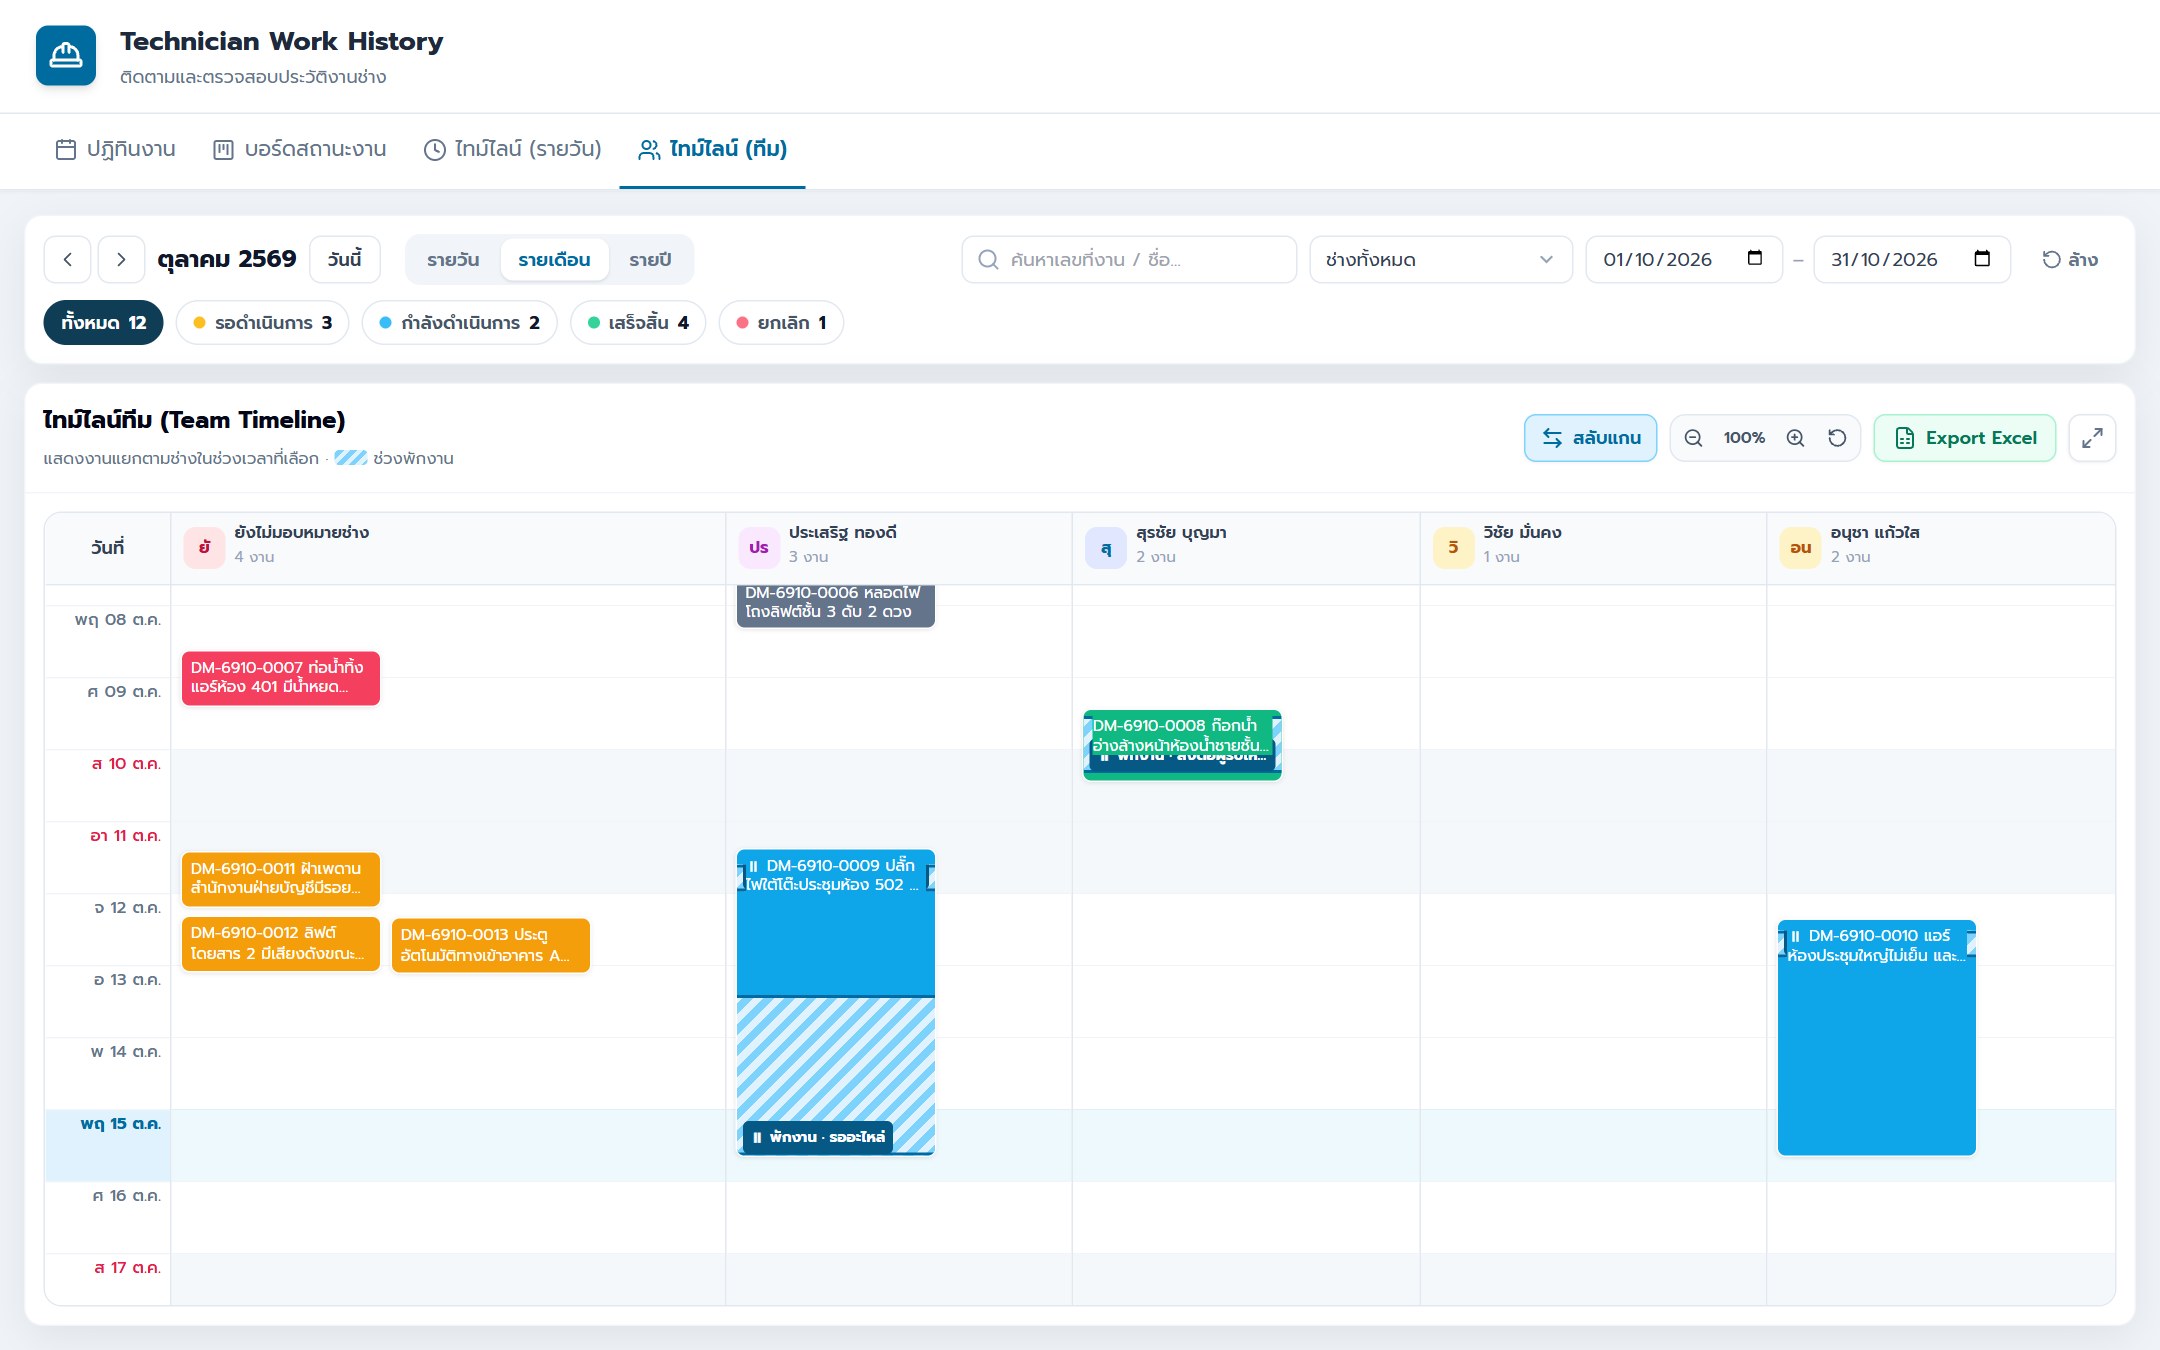 Technician Work History
ติดตามและตรวจสอบประวัติงานช่าง
ปฏิทินงาน
บอร์ดสถานะงาน
ไทม์ไลน์ (รายวัน)
ไทม์ไลน์ (ทีม)
ตุลาคม 2569
วันนี้
รายวัน
รายเดือน
รายปี
ค้นหาเลขที่งาน / ชื่อ...
ช่างทั้งหมด
01/10/2026
–
31/10/2026
ล้าง
ทั้งหมด 12
รอดำเนินการ 3
กำลังดำเนินการ 2
เสร็จสิ้น 4
ยกเลิก 1
ไทม์ไลน์ทีม (Team Timeline)
แสดงงานแยกตามช่างในช่วงเวลาที่เลือก · ช่วงพักงาน
สลับแกน
100%
Export Excel
วันที่
ยั
ยังไม่มอบหมายช่าง
4 งาน
ปร
ประเสริฐ ทองดี
3 งาน
สุ
สุรชัย บุญมา
2 งาน
วิ
วิชัย มั่นคง
1 งาน
อน
อนุชา แก้วใส
2 งาน
DM-6910-0006 หลอดไฟ
โถงลิฟต์ชั้น 3 ดับ 2 ดวง
พฤ 08 ต.ค.
DM-6910-0007 ท่อน้ำทิ้ง
แอร์ห้อง 401 มีน้ำหยด...
ศ 09 ต.ค.
DM-6910-0008 ก๊อกน้ำ
อ่างล้างหน้าห้องน้ำชายชั้น...
พักงาน ·
ส 10 ต.ค.
อา 11 ต.ค.
DM-6910-0011 ฝ้าเพดาน
สำนักงานฝ่ายบัญชีมีรอย...
DM-6910-0009 ปลั๊ก
ไฟใต้โต๊ะประชุมห้อง 502 ...
จ 12 ต.ค.
DM-6910-0012 ลิฟต์
โดยสาร 2 มีเสียงดังขณะ...
DM-6910-0013 ประตู
อัตโนมัติทางเข้าอาคาร A...
DM-6910-0010 แอร์
ห้องประชุมใหญ่ไม่เย็น และ...
อ 13 ต.ค.
พ 14 ต.ค.
พฤ 15 ต.ค.
พักงาน · รออะไหล่
ศ 16 ต.ค.
ส 17 ต.ค.